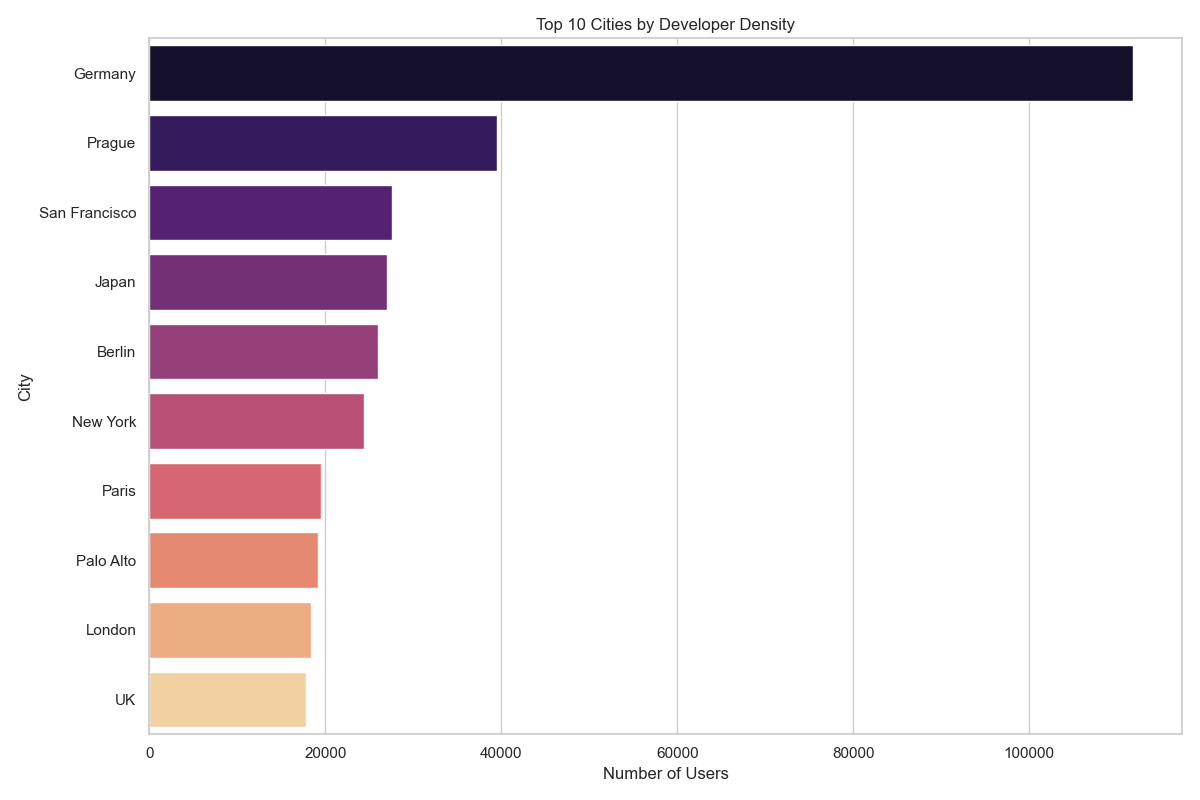 Top 10 Cities by Developer Density
Germany
Prague
San Francisco
Japan
Berlin
New York
Paris
Palo Alto
London
UK
City
0 20000 40000 60000 80000 100000
Number of Users